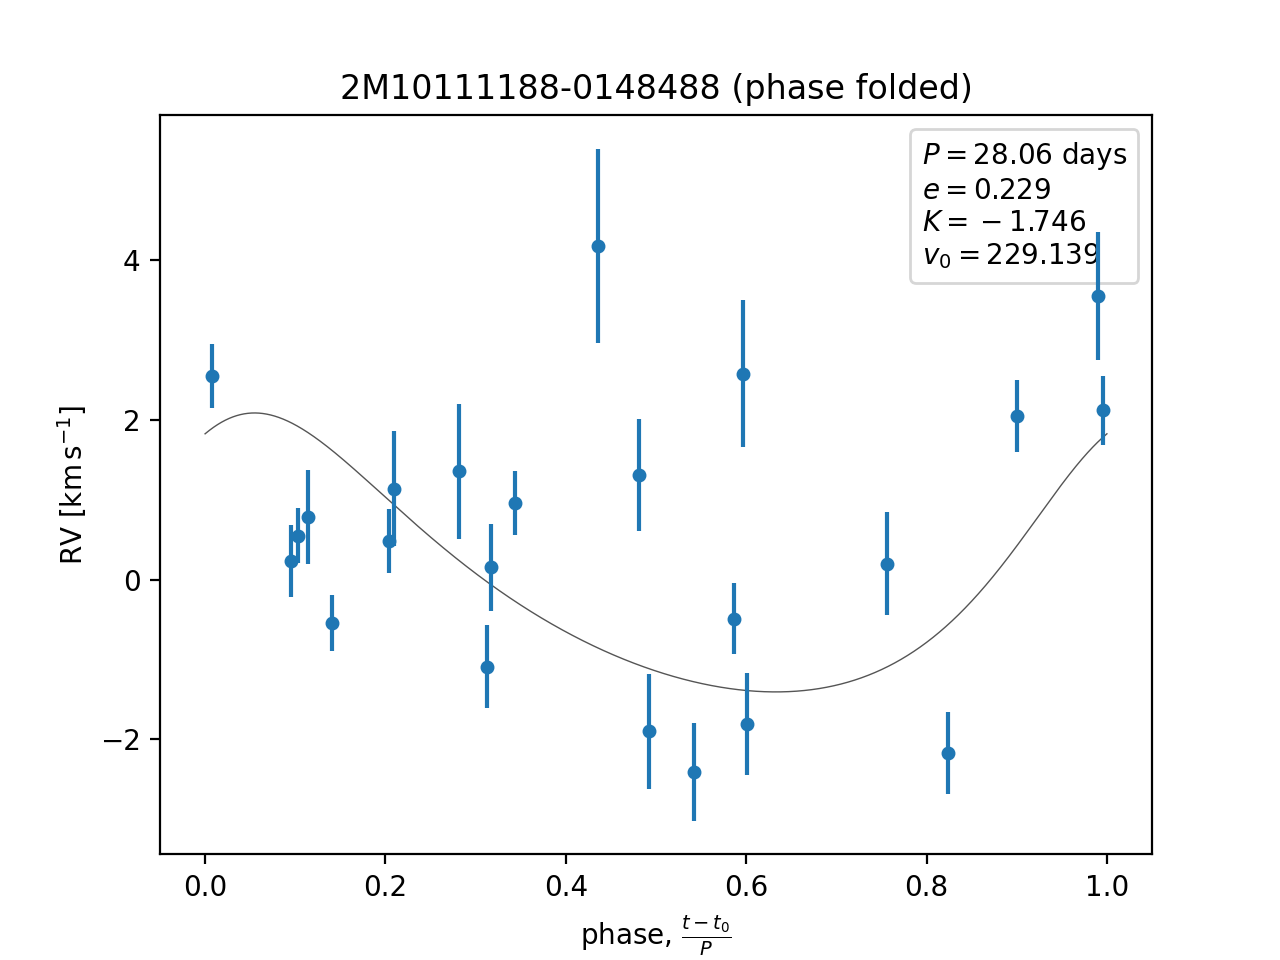 2M10111188-0148488 (phase folded)
P = 28.06 days
e = 0.229
K = −1.746
v₀ = 229.139
4
2
0
−2
RV [km s⁻¹]
0.0 0.2 0.4 0.6 0.8 1.0
phase, (t − t₀)/P